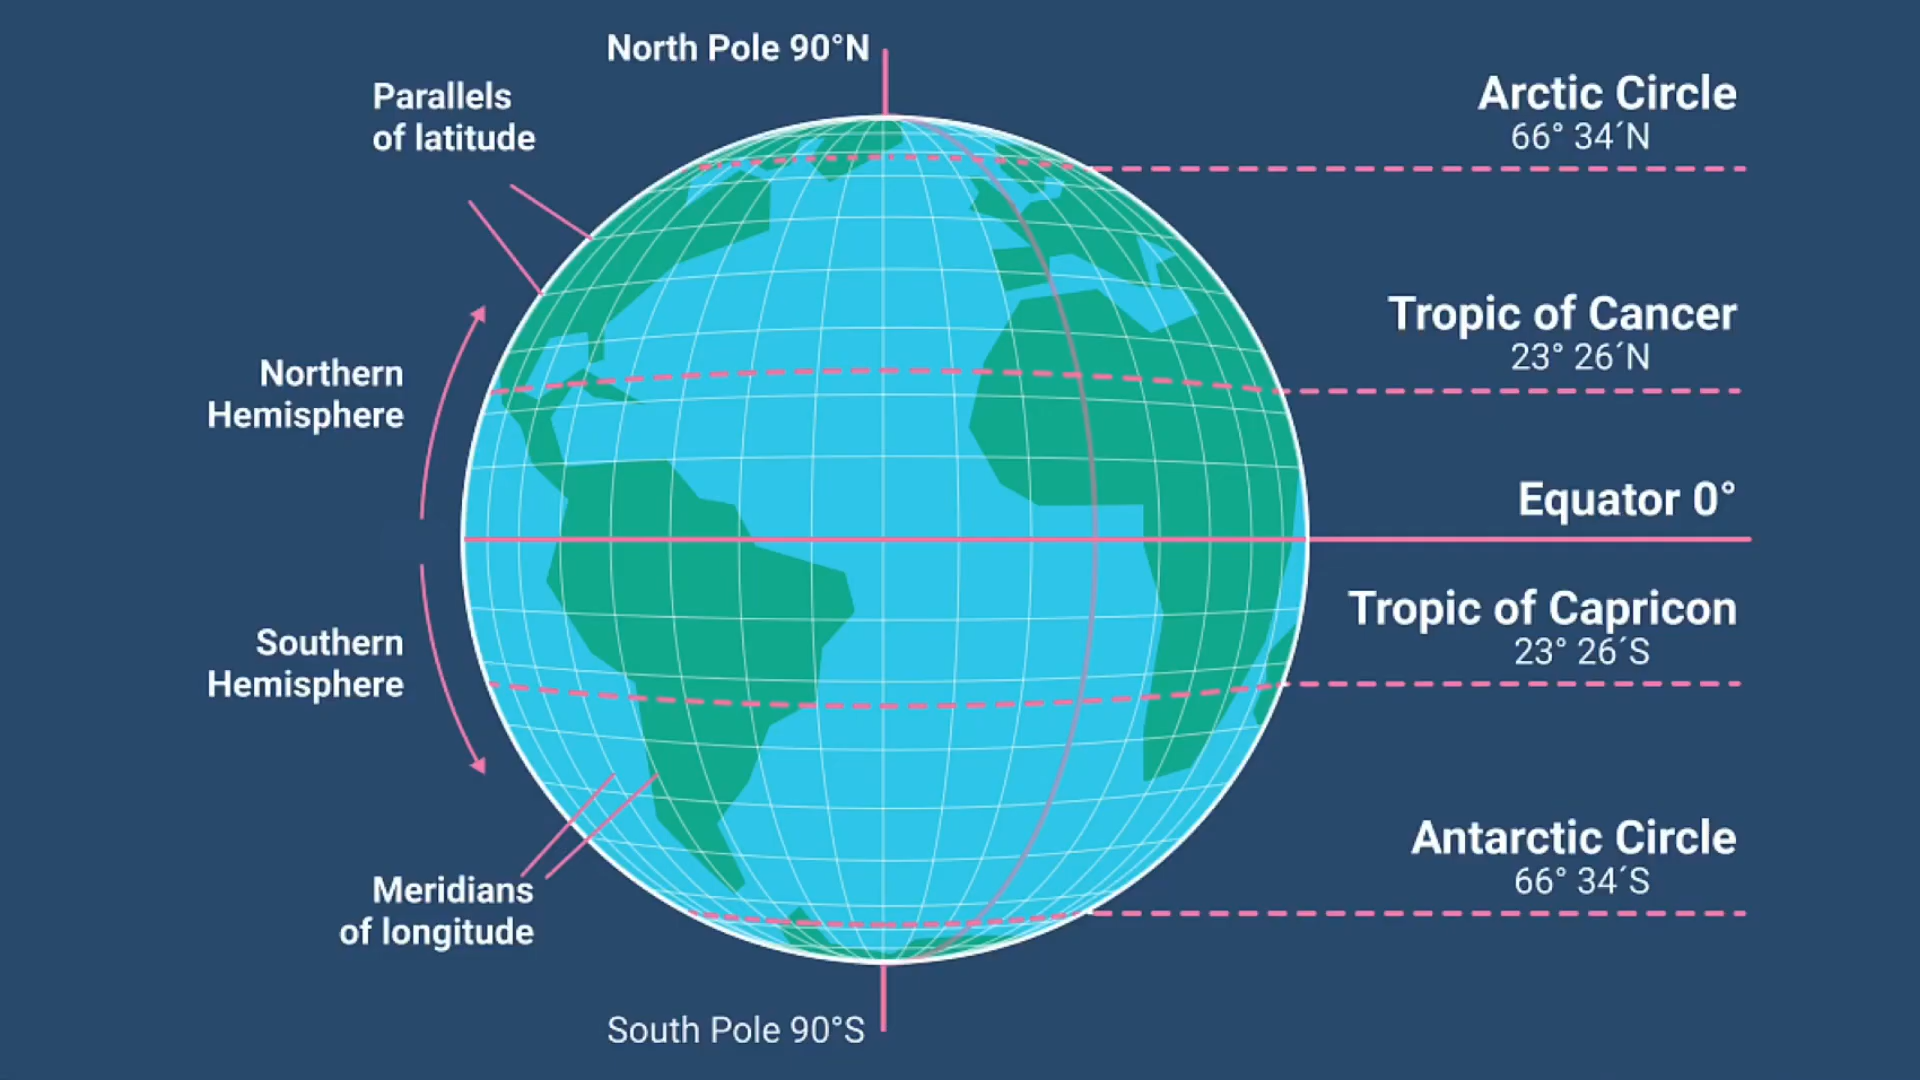 North Pole 90°N
Parallels
of latitude
Arctic Circle
66° 34´N
Tropic of Cancer
23° 26´N
Northern
Hemisphere
Equator 0°
Tropic of Capricon
23° 26´S
Southern
Hemisphere
Antarctic Circle
66° 34´S
Meridians
of longitude
South Pole 90°S